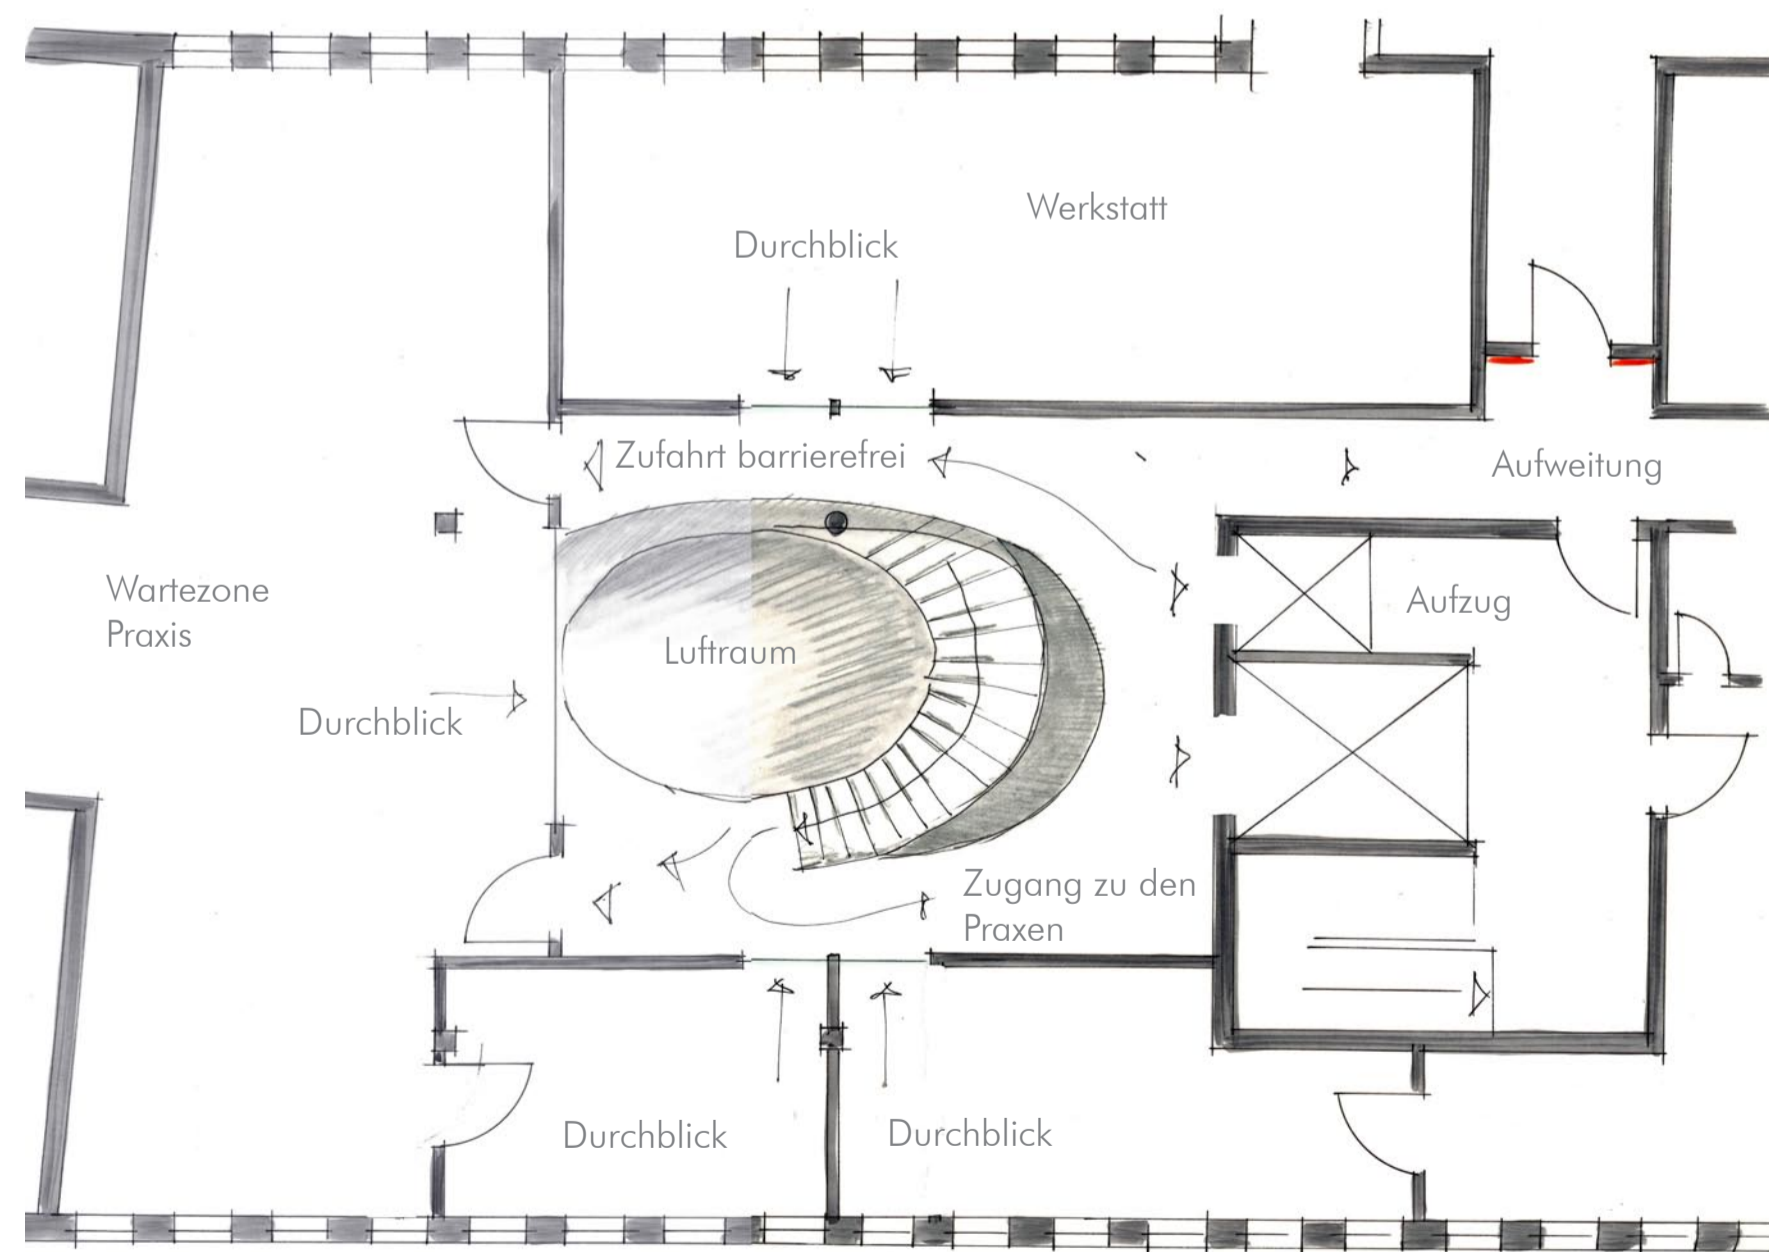 Werkstatt
Durchblick
Zufahrt barrierefrei
Aufweitung
Wartezone
Praxis
Aufzug
Luftraum
Durchblick
Zugang zu den
Praxen
Durchblick
Durchblick